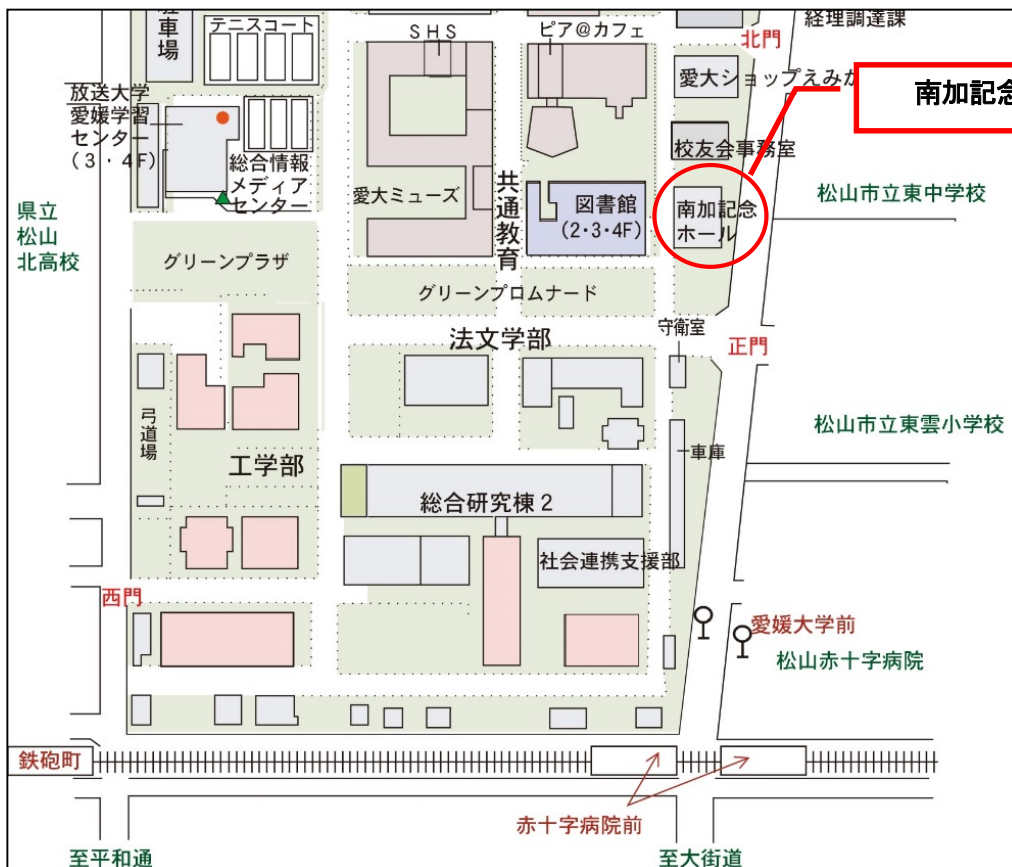 駐
車
場
テニスコート
SHS
ピア@カフェ
経理調達課
北門
愛大ショップえみか
南加記念
放送大学
愛媛学習
センター
(3・4F)
総合情報
メディア
センター
校友会事務室
愛大ミューズ
共通教育
図書館
(2・3・4F)
南加記念
ホール
松山市立東中学校
県立
松山
北高校
グリーンプラザ
グリーンプロムナード
法文学部
守衛室
正門
弓道場
松山市立東雲小学校
工学部
車庫
総合研究棟2
社会連携支援部
西門
愛媛大学前
松山赤十字病院
鉄砲町
赤十字病院前
至平和通
至大街道